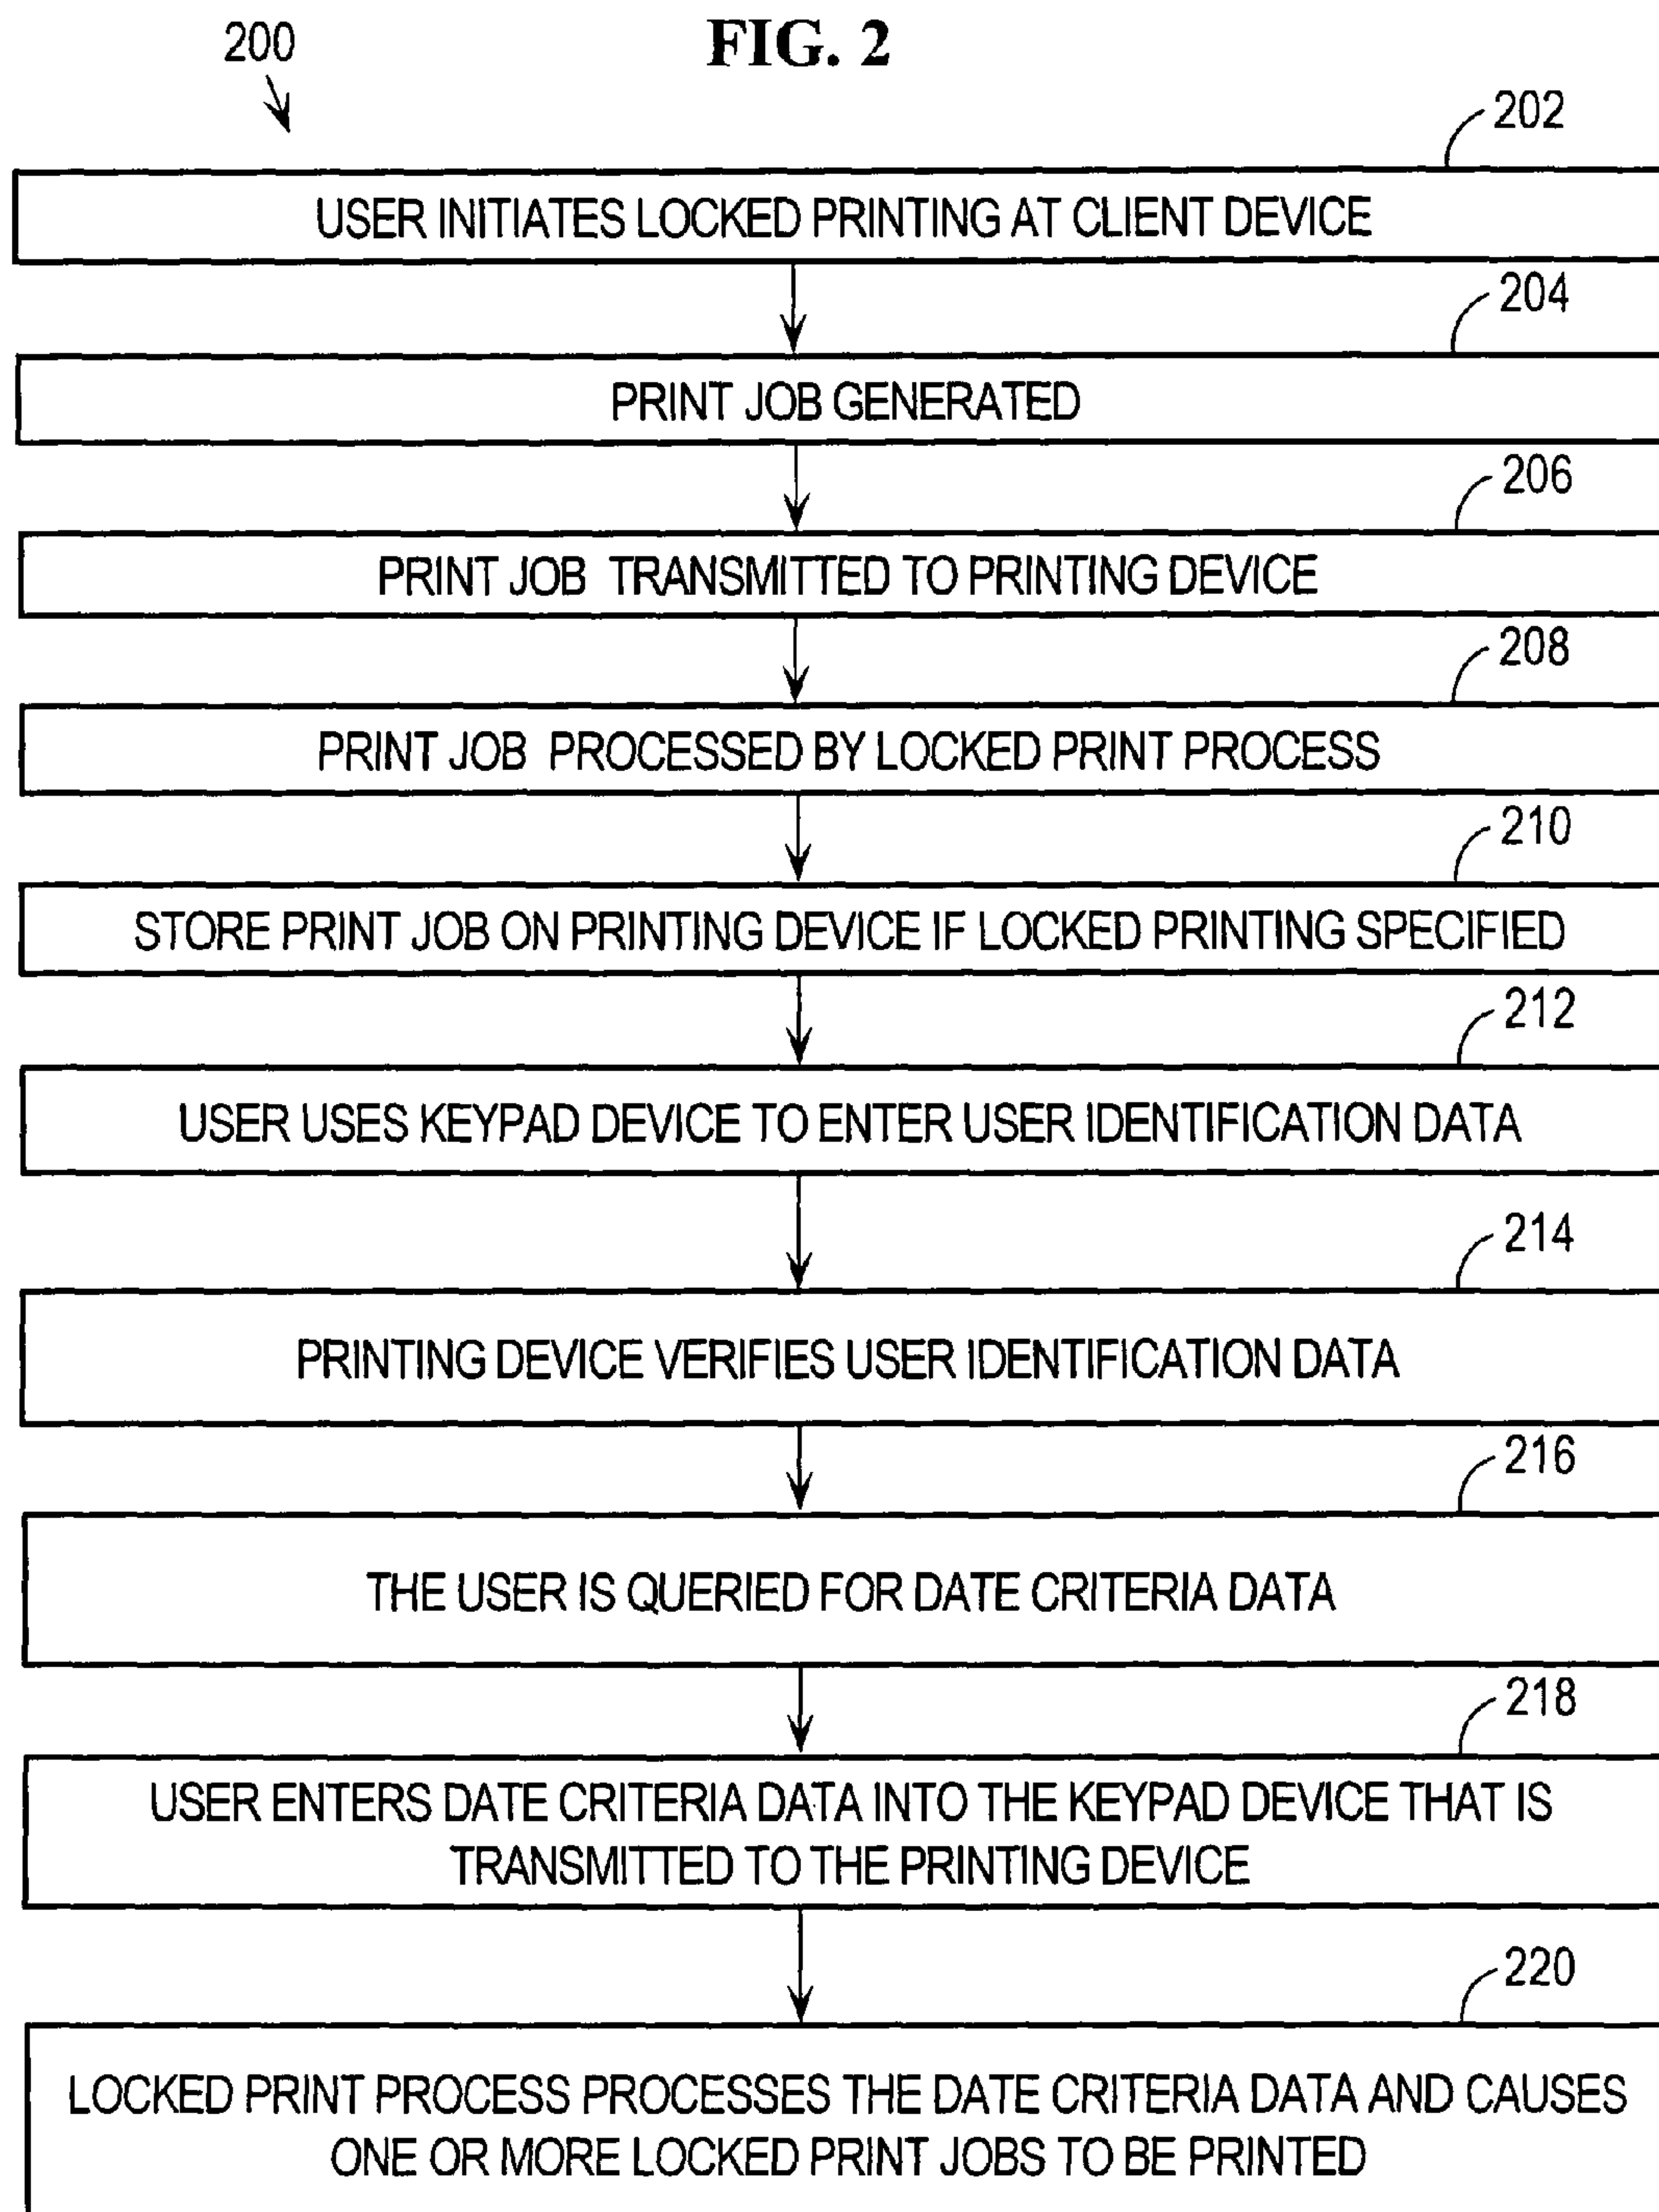 FIG. 2
200
202
USER INITIATES LOCKED PRINTING AT CLIENT DEVICE
204
PRINT JOB GENERATED
206
PRINT JOB TRANSMITTED TO PRINTING DEVICE
208
PRINT JOB PROCESSED BY LOCKED PRINT PROCESS
210
STORE PRINT JOB ON PRINTING DEVICE IF LOCKED PRINTING SPECIFIED
212
USER USES KEYPAD DEVICE TO ENTER USER IDENTIFICATION DATA
214
PRINTING DEVICE VERIFIES USER IDENTIFICATION DATA
216
THE USER IS QUERIED FOR DATE CRITERIA DATA
218
USER ENTERS DATE CRITERIA DATA INTO THE KEYPAD DEVICE THAT IS
TRANSMITTED TO THE PRINTING DEVICE
220
LOCKED PRINT PROCESS PROCESSES THE DATE CRITERIA DATA AND CAUSES
ONE OR MORE LOCKED PRINT JOBS TO BE PRINTED